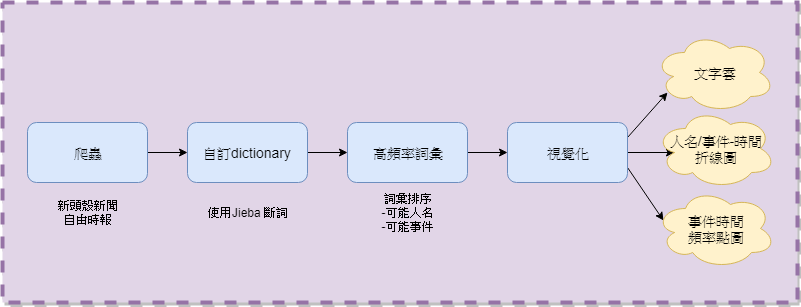 文字雲
爬蟲
自訂dictionary
高頻率詞彙
視覺化
人名/事件-時間
折線圖
新頭殼新聞
自由時報
使用Jieba 斷詞
詞彙排序
-可能人名
-可能事件
事件時間
頻率點圖